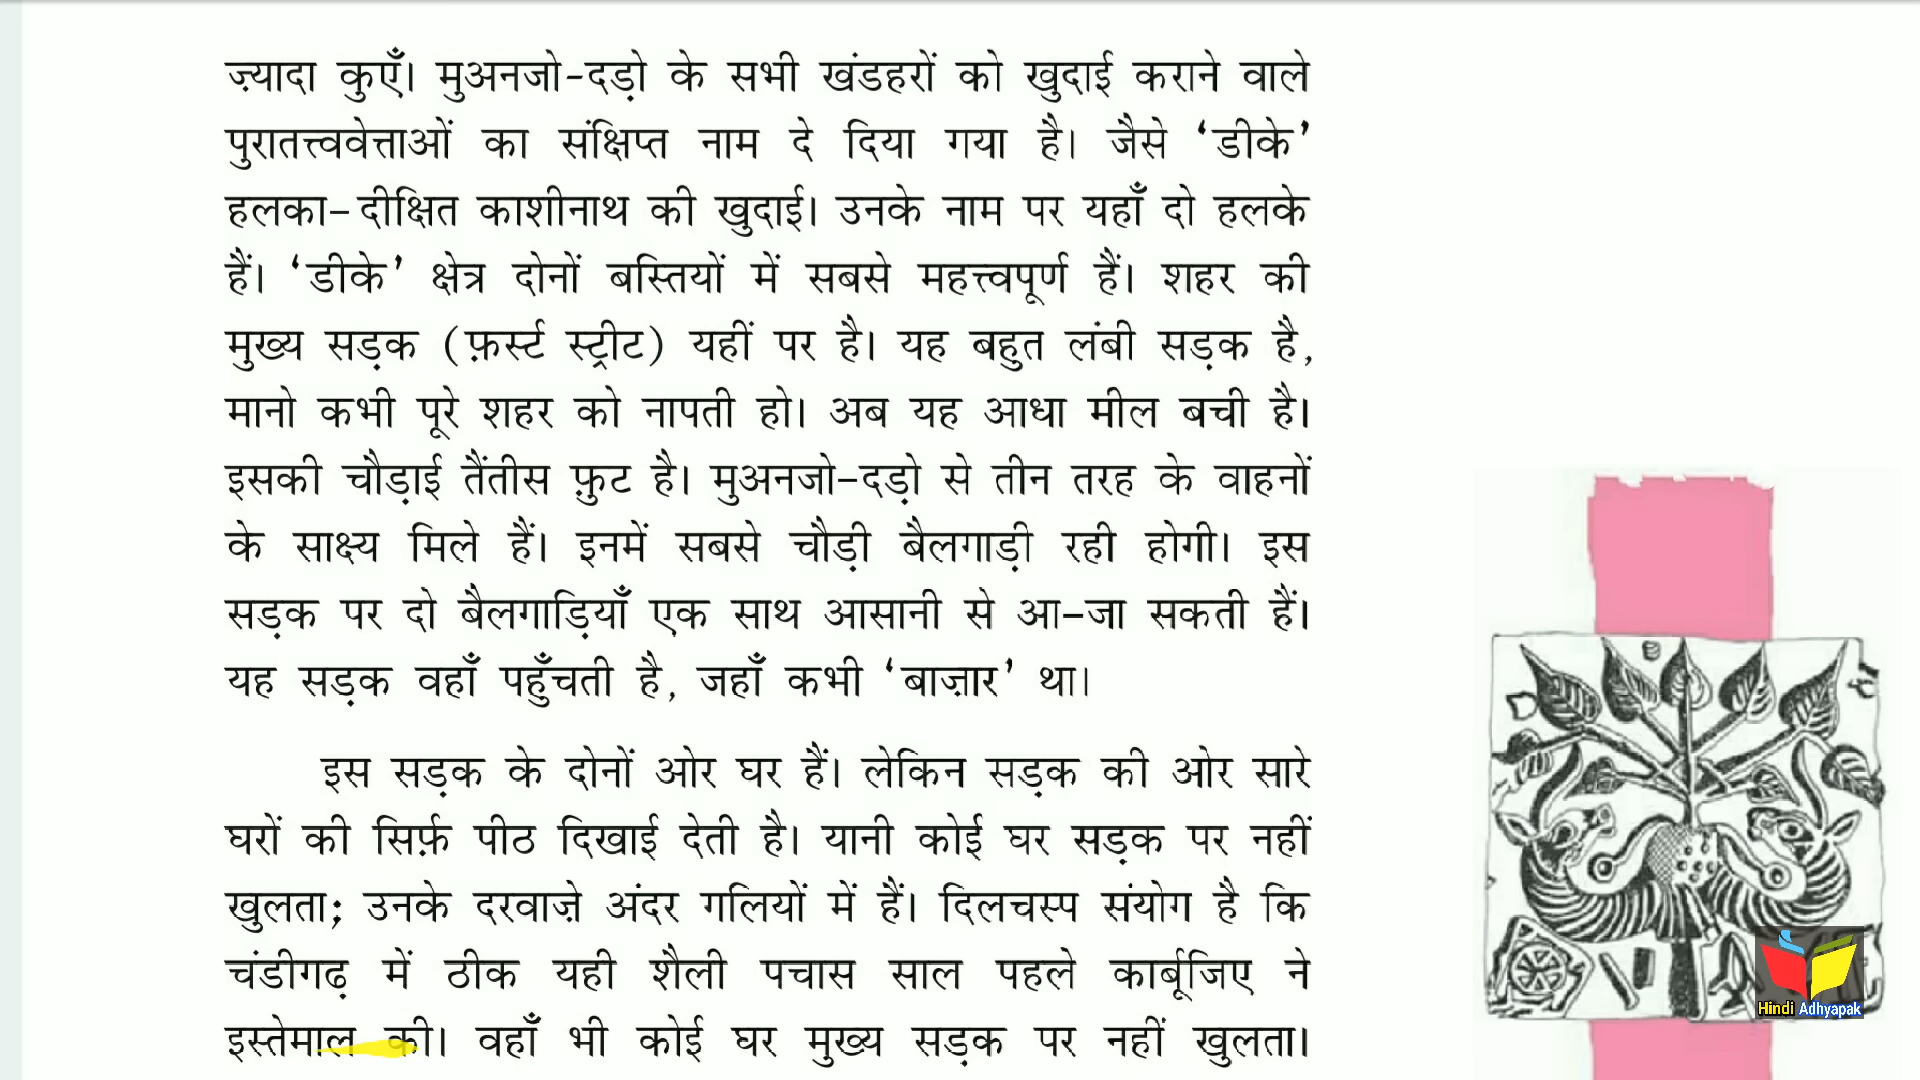 ज़्यादा कुएँ। मुअनजो-दड़ो के सभी खंडहरों को खुदाई कराने वाले
पुरातत्त्ववेत्ताओं का संक्षिप्त नाम दे दिया गया है। जैसे ‘डीके’
हलका-दीक्षित काशीनाथ की खुदाई। उनके नाम पर यहाँ दो हलके
हैं। ‘डीके’ क्षेत्र दोनों बस्तियों में सबसे महत्त्वपूर्ण हैं। शहर की
मुख्य सड़क (फ़र्स्ट स्ट्रीट) यहीं पर है। यह बहुत लंबी सड़क है,
मानो कभी पूरे शहर को नापती हो। अब यह आधा मील बची है।
इसकी चौड़ाई तैंतीस फ़ुट है। मुअनजो-दड़ो से तीन तरह के वाहनों
के साक्ष्य मिले हैं। इनमें सबसे चौड़ी बैलगाड़ी रही होगी। इस
सड़क पर दो बैलगाड़ियाँ एक साथ आसानी से आ-जा सकती हैं।
यह सड़क वहाँ पहुँचती है, जहाँ कभी ‘बाज़ार’ था।
इस सड़क के दोनों ओर घर हैं। लेकिन सड़क की ओर सारे
घरों की सिर्फ़ पीठ दिखाई देती है। यानी कोई घर सड़क पर नहीं
खुलता; उनके दरवाज़े अंदर गलियों में हैं। दिलचस्प संयोग है कि
चंडीगढ़ में ठीक यही शैली पचास साल पहले कार्बूजिए ने
इस्तेमाल की। वहाँ भी कोई घर मुख्य सड़क पर नहीं खुलता।
Hindi Adhyapak